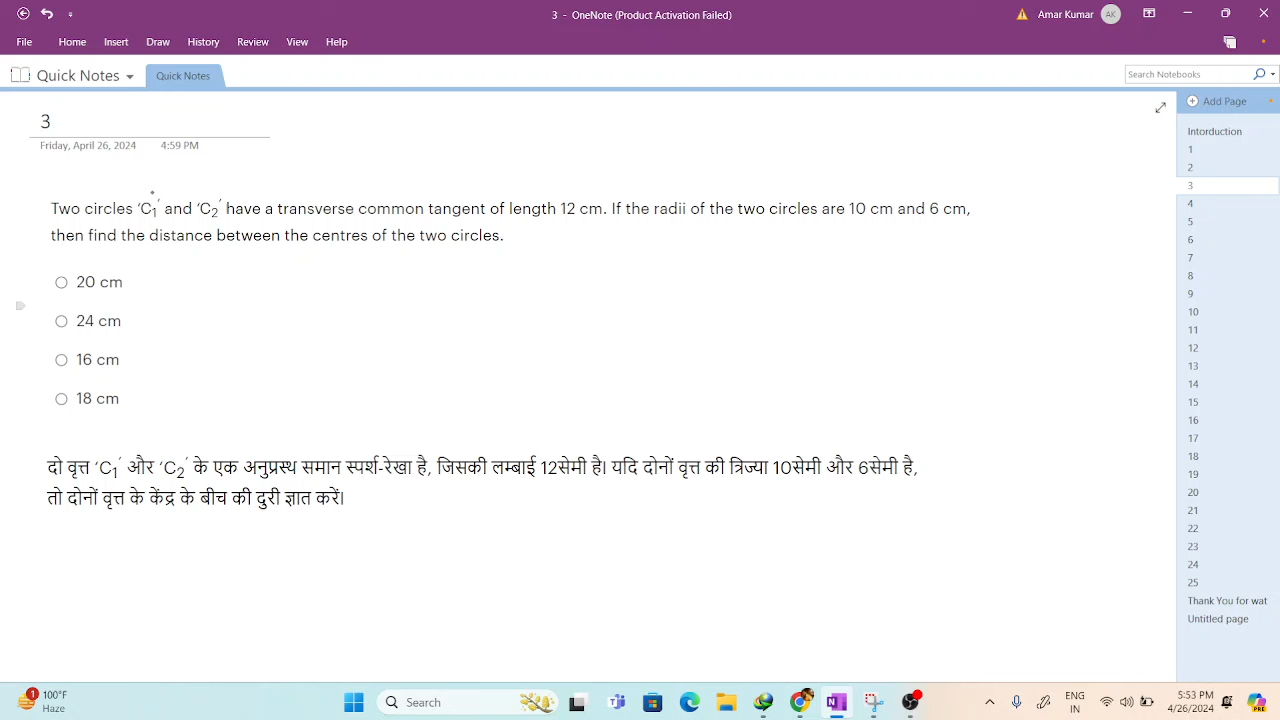 3 - OneNote (Product Activation Failed)
Amar Kumar AK
File Home Insert Draw History Review View Help
Quick Notes
Quick Notes
Search Notebooks
3
Friday, April 26, 2024 4:59 PM
Two circles ‘C1’ and ‘C2’ have a transverse common tangent of length 12 cm. If the radii of the two circles are 10 cm and 6 cm,
then find the distance between the centres of the two circles.
20 cm
24 cm
16 cm
18 cm
दो वृत्त ‘C1’ और ‘C2’ के एक अनुप्रस्थ समान स्पर्श-रेखा है, जिसकी लम्बाई 12सेमी है। यदि दोनों वृत्त की त्रिज्या 10सेमी और 6सेमी है,
तो दोनों वृत्त के केंद्र के बीच की दुरी ज्ञात करें।
Add Page
Intorduction
1
2
3
4
5
6
7
8
9
10
11
12
13
14
15
16
17
18
19
20
21
22
23
24
25
Thank You for wat
Untitled page
1
100°F
Haze
Search
ENG
IN
5:53 PM
4/26/2024
PRE